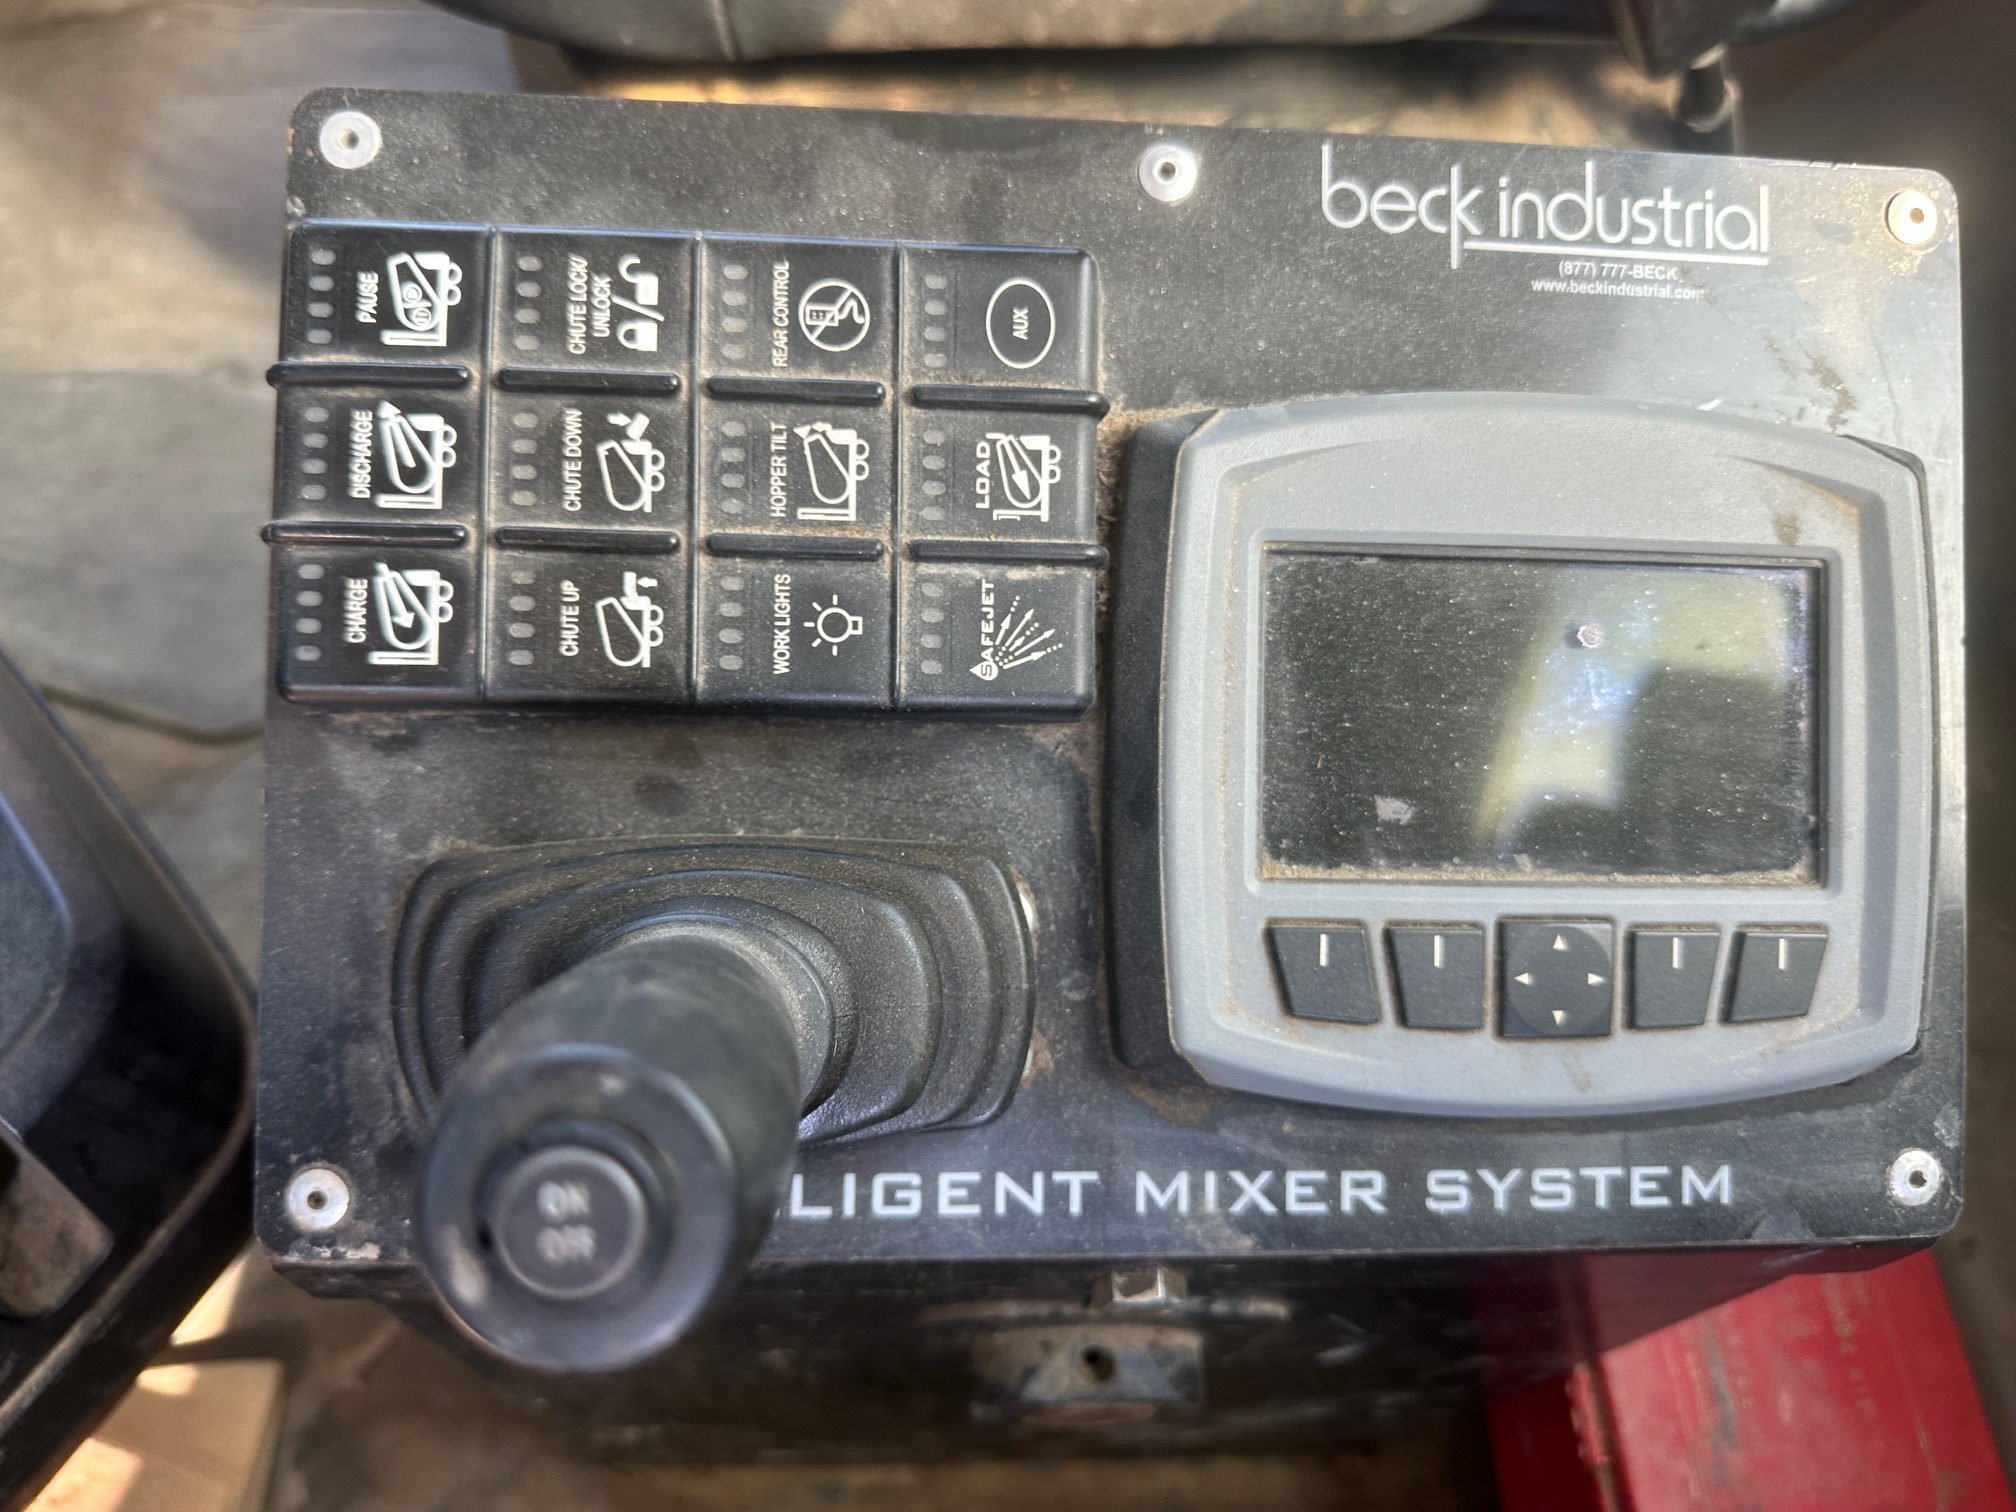 beck industrial
(877) 777-BECK
www.beckindustrial.com
PAUSE
CHUTE LOCK/
UNLOCK
REAR CONTROL
AUX
DISCHARGE
CHUTE DOWN
HOPPER TILT
LOAD
CHARGE
CHUTE UP
WORK LIGHTS
SAFEJET
LIGENT MIXER SYSTEM
ON
OFF